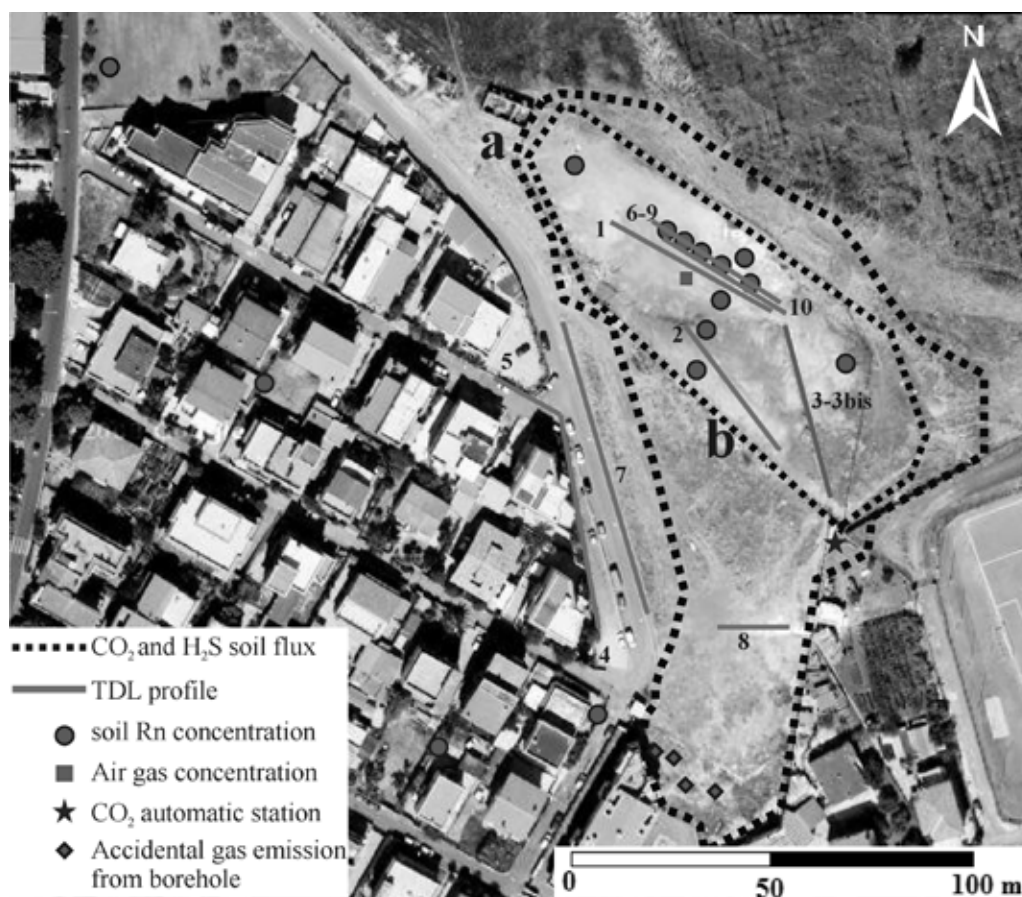 N
a
6-9
1
10
2
5
3-3bis
b
7
8
4
CO₂ and H₂S soil flux
TDL profile
soil Rn concentration
Air gas concentration
CO₂ automatic station
Accidental gas emission
from borehole
0 50 100 m